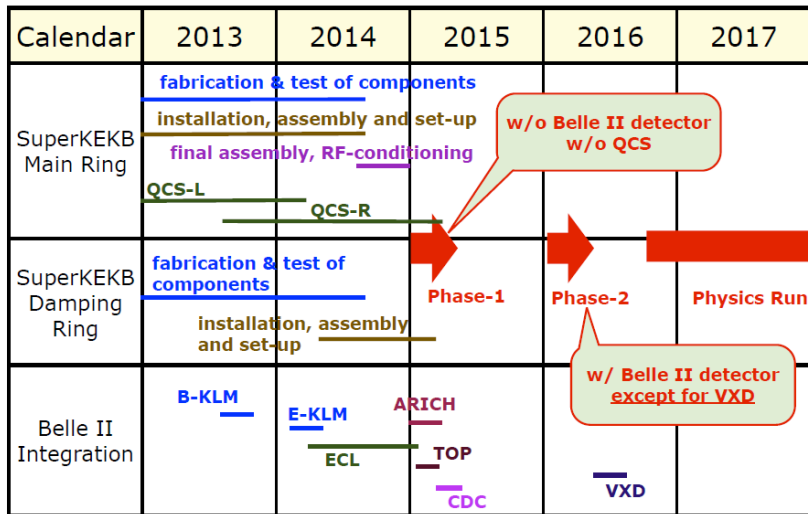 Calendar 2013 2014 2015 2016 2017
SuperKEKB
Main Ring
fabrication & test of components
installation, assembly and set-up
final assembly, RF-conditioning
QCS-L
QCS-R
w/o Belle II detector
w/o QCS
SuperKEKB
Damping
Ring
fabrication & test of
components
installation, assembly
and set-up
Phase-1
Phase-2
Physics Run
w/ Belle II detector
except for VXD
Belle II
Integration
B-KLM
E-KLM
ECL
ARICH
TOP
CDC
VXD